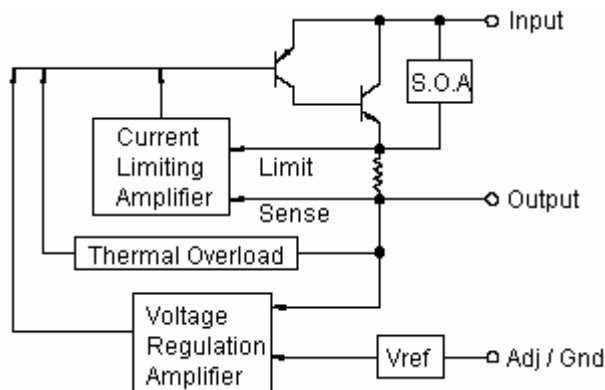 Input
S.O.A
Current
Limiting
Amplifier
Limit
Sense
Output
Thermal Overload
Voltage
Regulation
Amplifier
Vref
Adj / Gnd